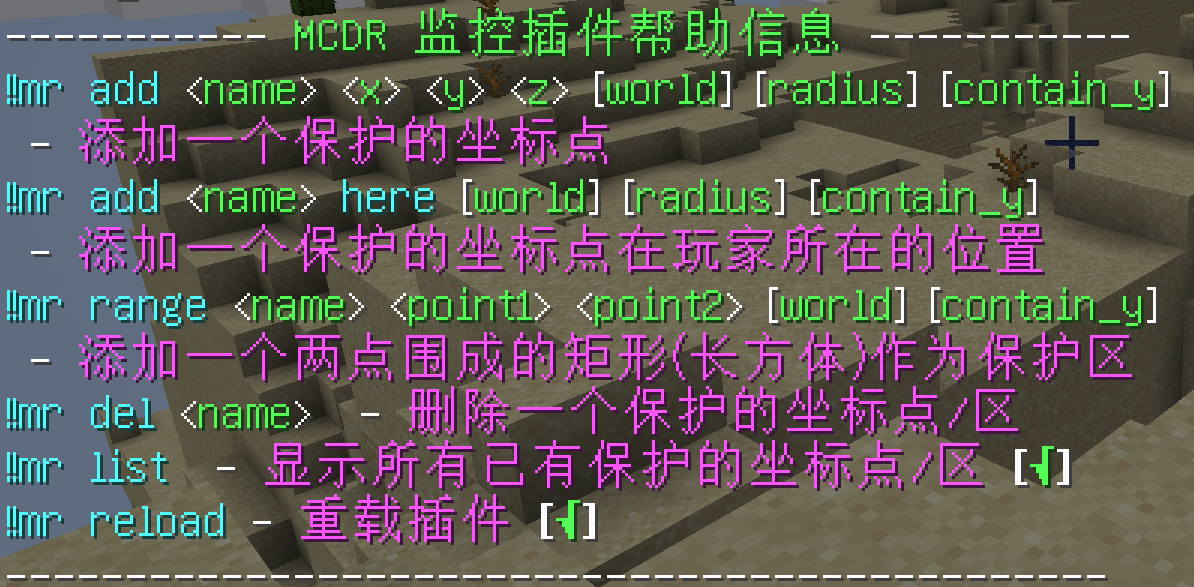 ----------- MCDR 监控插件帮助信息 -----------
!!mr add <name> <x> <y> <z> [world] [radius] [contain_y]
- 添加一个保护的坐标点
!!mr add <name> here [world] [radius] [contain_y]
- 添加一个保护的坐标点在玩家所在的位置
!!mr range <name> <point1> <point2> [world] [contain_y]
- 添加一个两点围成的矩形(长方体)作为保护区
!!mr del <name> - 删除一个保护的坐标点/区
!!mr list - 显示所有已有保护的坐标点/区 [√]
!!mr reload - 重载插件 [√]
-----------------------------------------------